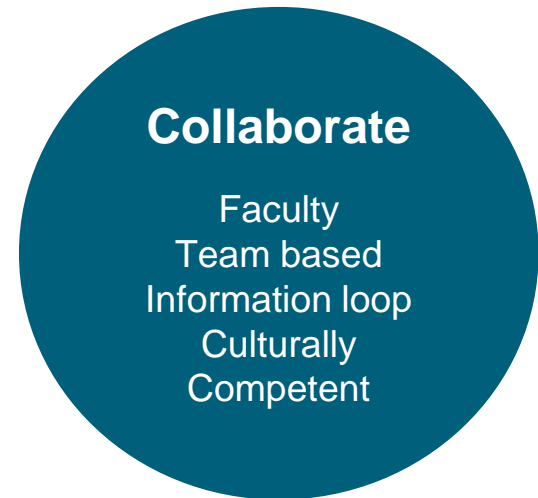 Collaborate
Faculty
Team based
Information loop
Culturally
Competent